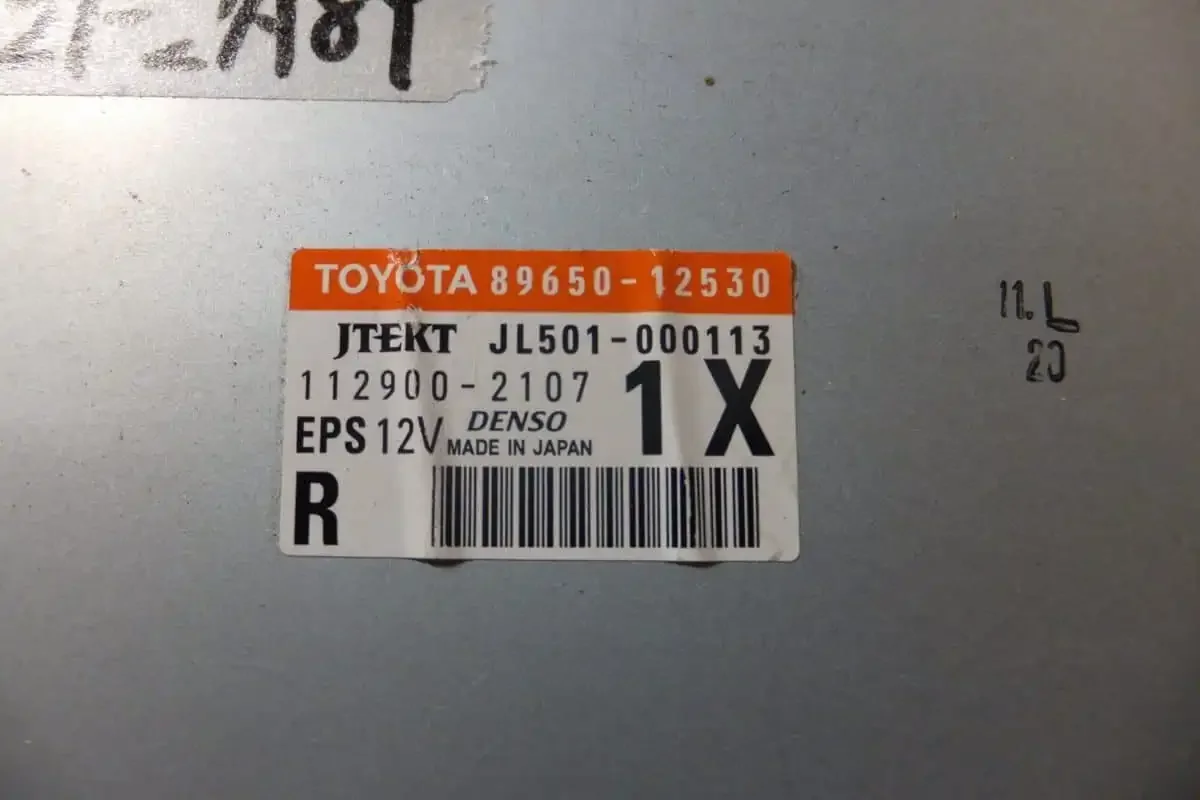 TOYOTA 89650-12530
JTEKT JL501-000113
112900-2107 1X
EPS 12V DENSO
MADE IN JAPAN
R
11.L
20